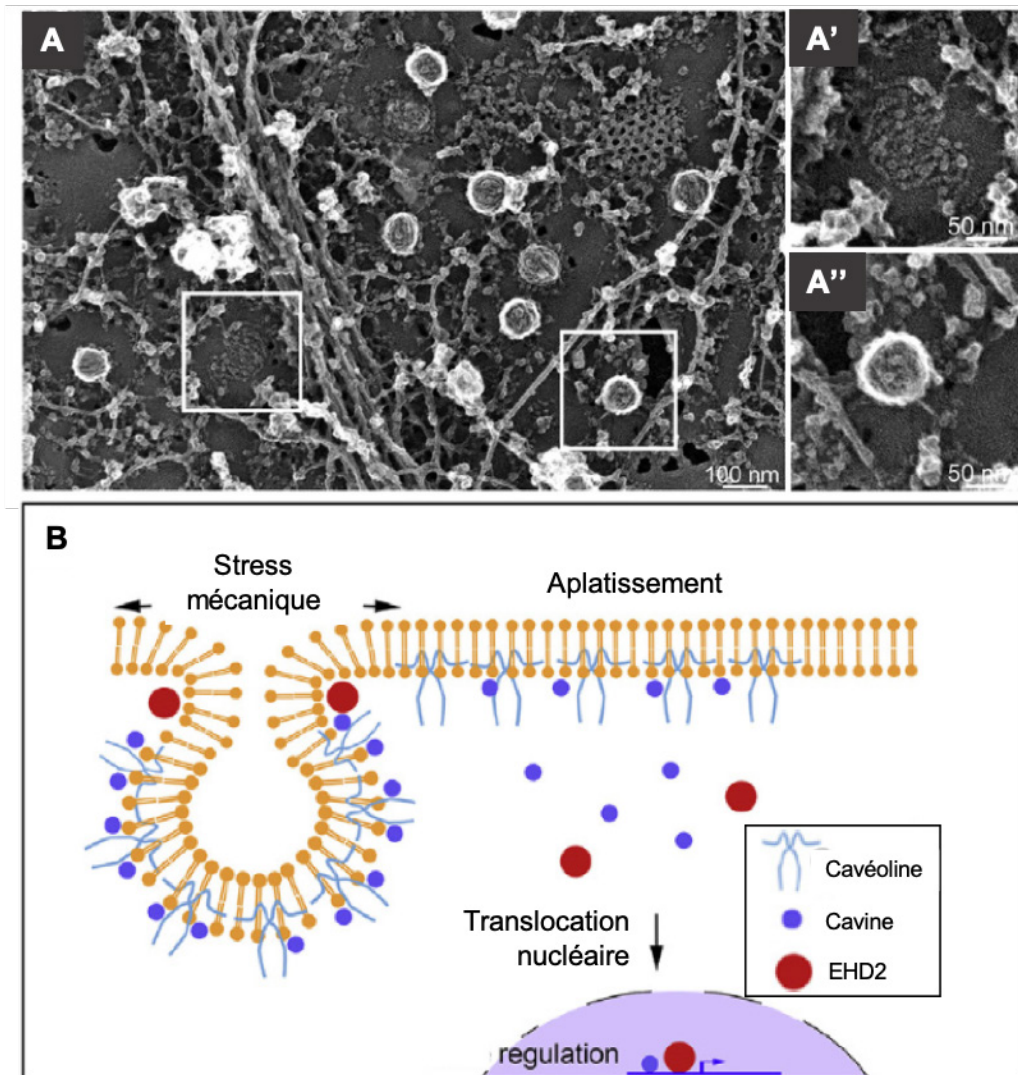 A
A'
50 nm
A''
100 nm
50 nm
B
Stress
mécanique
Aplatissement
Cavéoline
Cavine
EHD2
Translocation
nucléaire
regulation